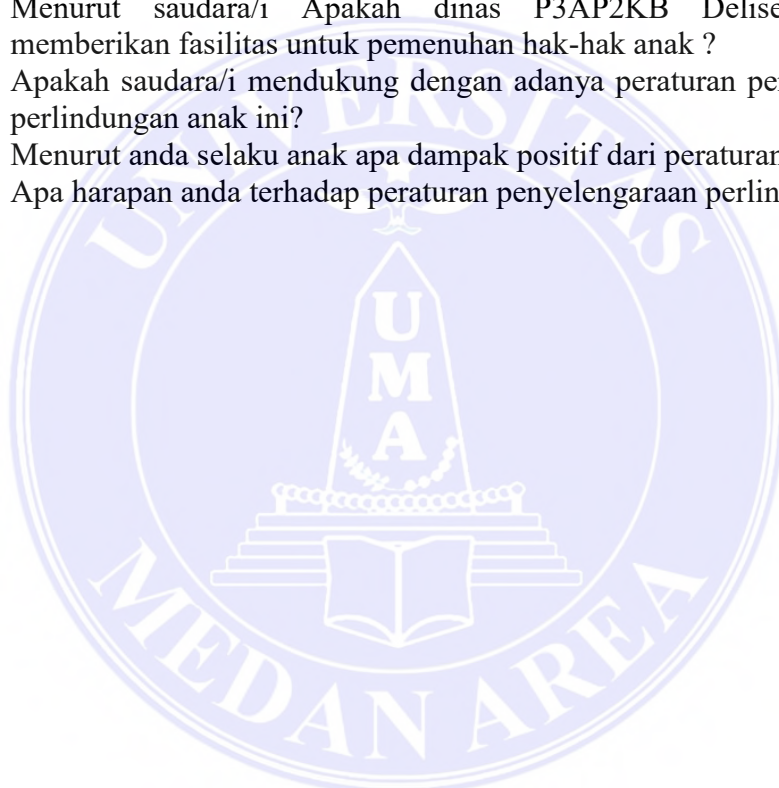 Menurut saudara/i Apakah dinas P3AP2KB Delise
memberikan fasilitas untuk pemenuhan hak-hak anak ?
Apakah saudara/i mendukung dengan adanya peraturan pe
perlindungan anak ini?
Menurut anda selaku anak apa dampak positif dari peraturan
Apa harapan anda terhadap peraturan penyelengaraan perlin
UNIVERSITAS
U
M
A
MEDAN AREA